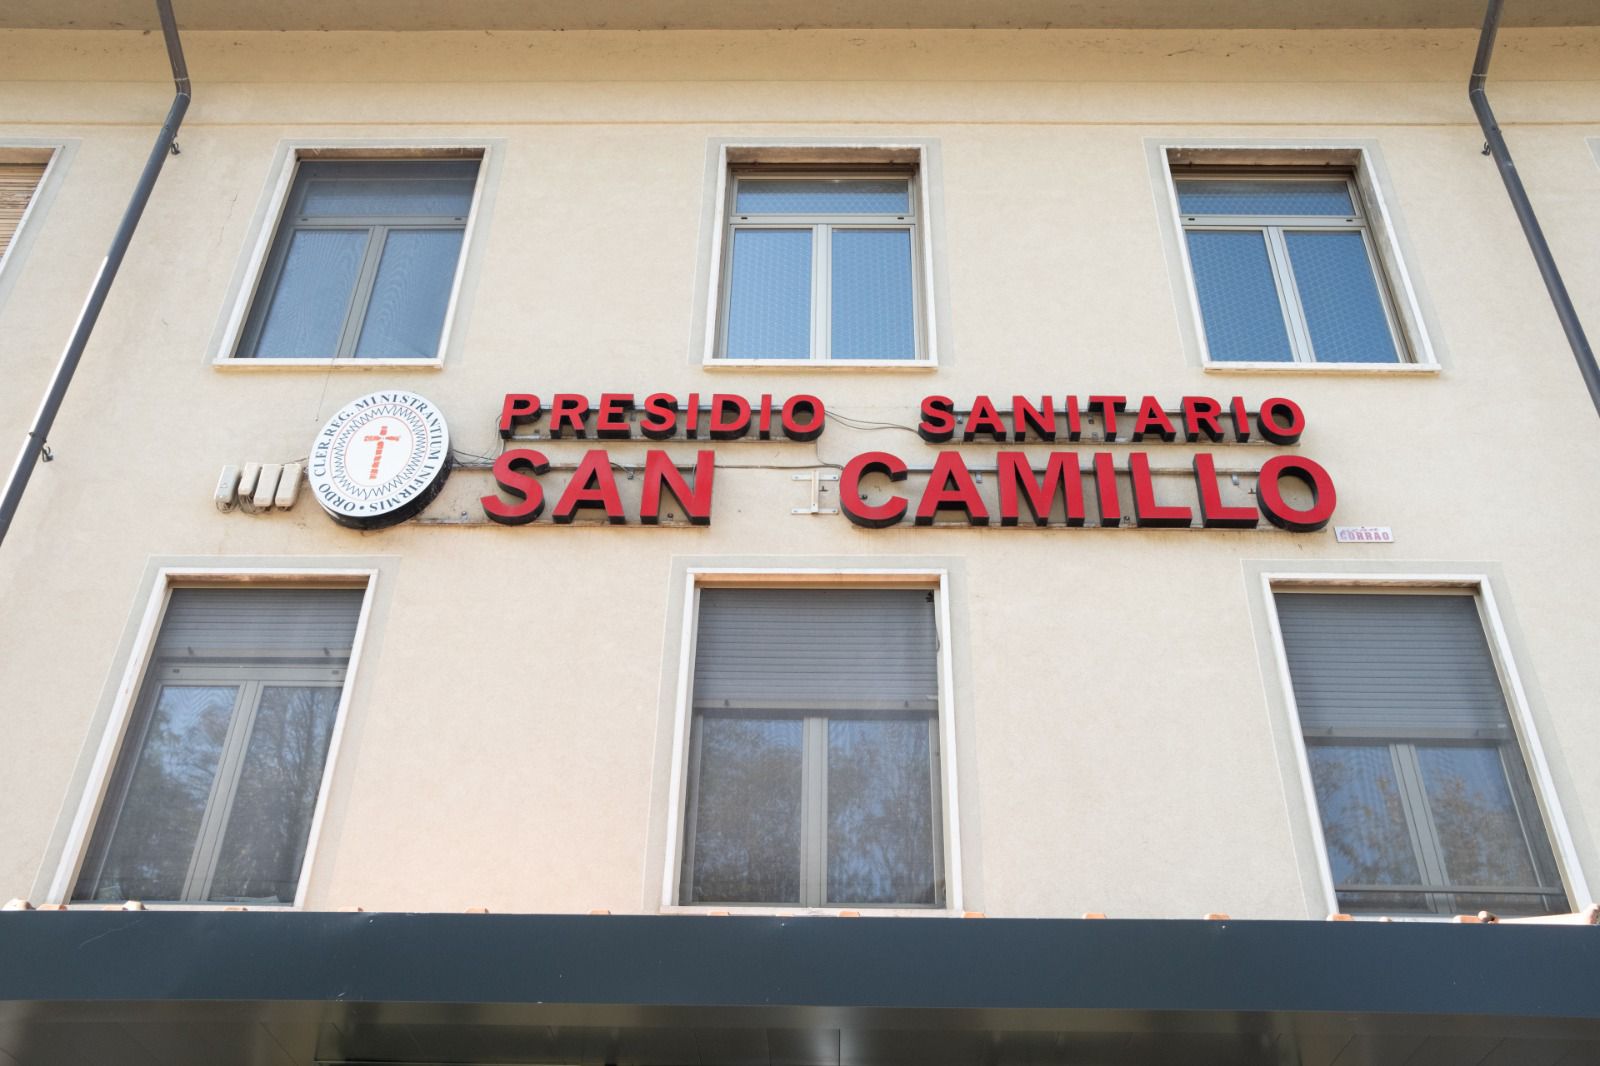 ORDO CLER. REG. MINISTRANTIUM INFIRMIS •
PRESIDIO SANITARIO
SAN CAMILLO
CORRAO